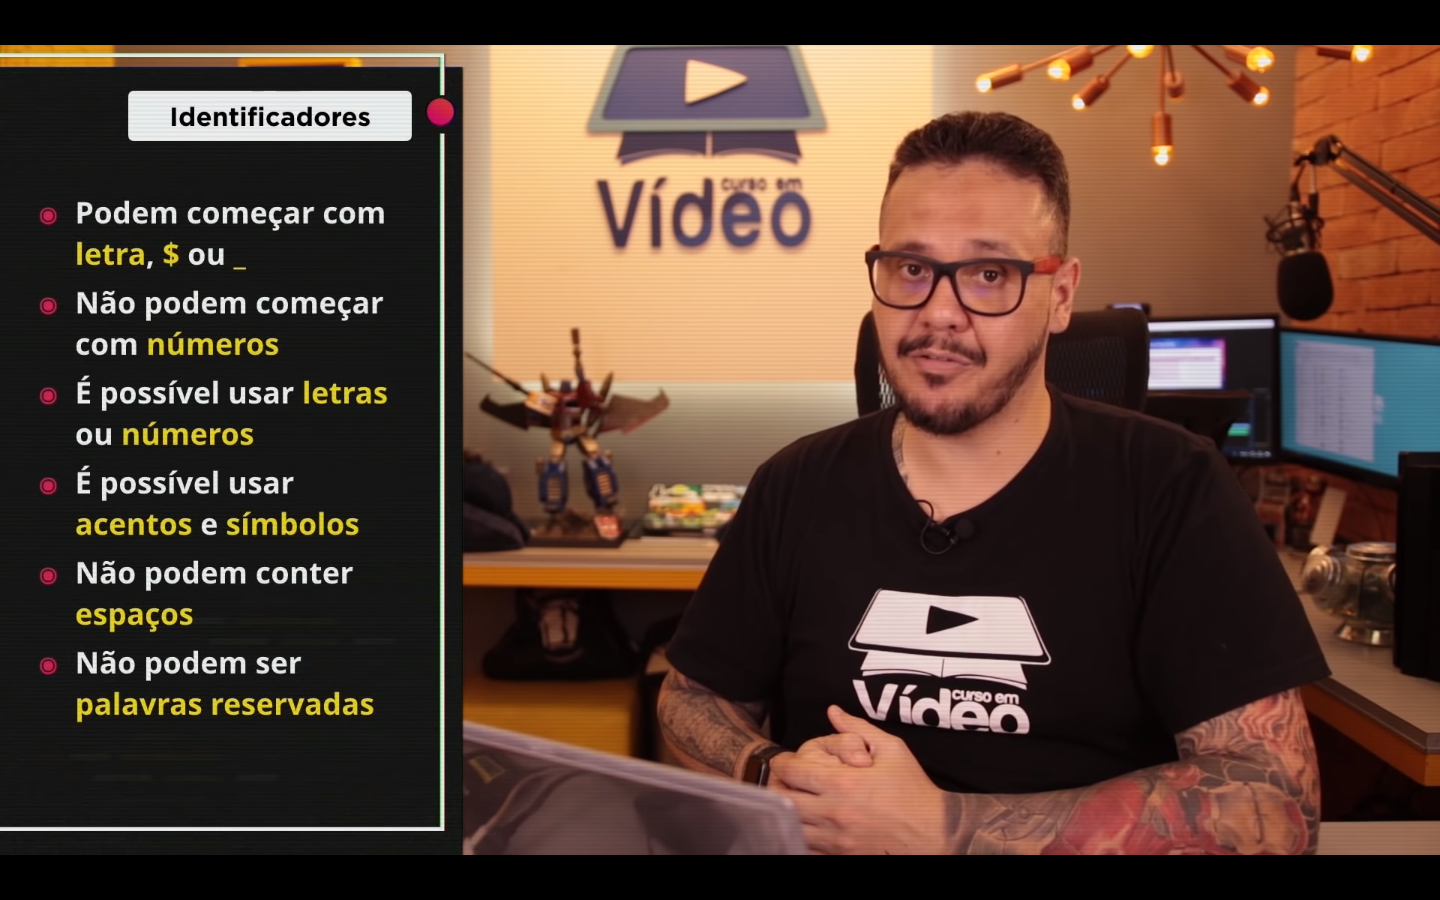 Identificadores
Podem começar com
letra, $ ou _
Não podem começar
com números
É possível usar letras
ou números
É possível usar
acentos e símbolos
Não podem conter
espaços
Não podem ser
palavras reservadas
curso em
Vídeo
curso em
Vídeo